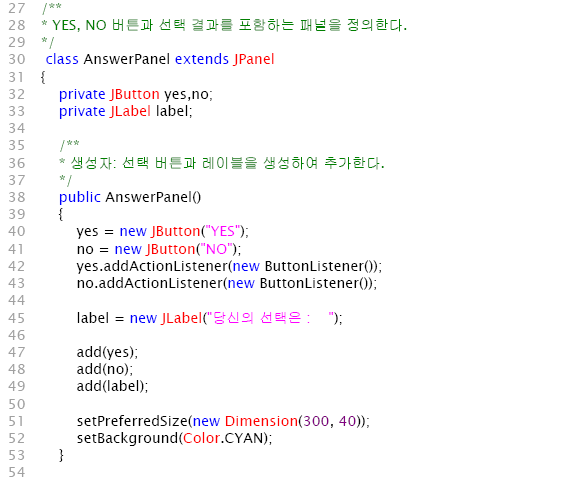 27 /**
28 * YES, NO 버튼과 선택 결과를 포함하는 패널을 정의한다.
29 */
30 class AnswerPanel extends JPanel
31 {
32 private JButton yes,no;
33 private JLabel label;
34
35 /**
36 * 생성자: 선택 버튼과 레이블을 생성하여 추가한다.
37 */
38 public AnswerPanel()
39 {
40 yes = new JButton("YES");
41 no = new JButton("NO");
42 yes.addActionListener(new ButtonListener());
43 no.addActionListener(new ButtonListener());
44
45 label = new JLabel("당신의 선택은 :    ");
46
47 add(yes);
48 add(no);
49 add(label);
50
51 setPreferredSize(new Dimension(300, 40));
52 setBackground(Color.CYAN);
53 }
54